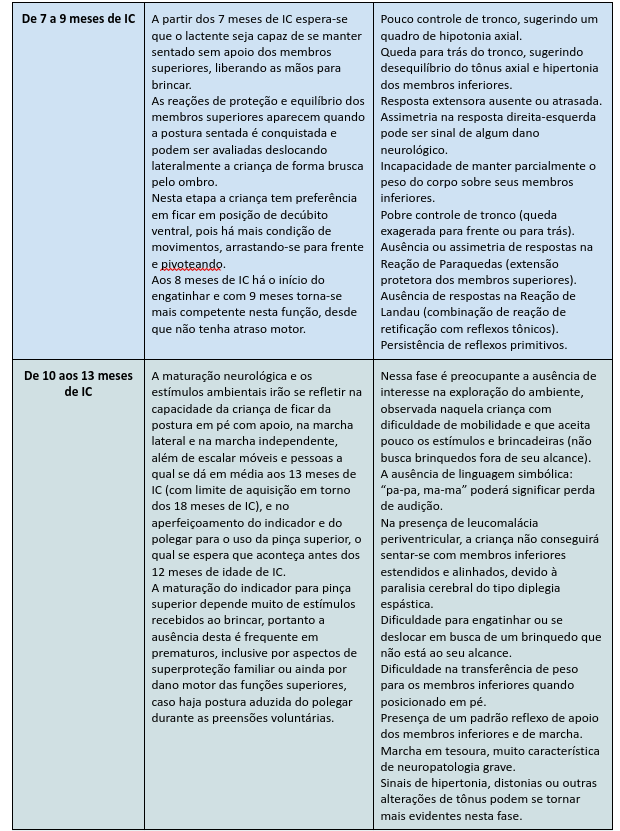 De 7 a 9 meses de IC
A partir dos 7 meses de IC espera-se
que o lactente seja capaz de se manter
sentado sem apoio dos membros
superiores, liberando as mãos para
brincar.
As reações de proteção e equilíbrio dos
membros superiores aparecem quando
a postura sentada é conquistada e
podem ser avaliadas deslocando
lateralmente a criança de forma brusca
pelo ombro.
Nesta etapa a criança tem preferência
em ficar em posição de decúbito
ventral, pois há mais condição de
movimentos, arrastando-se para frente
e pivoteando.
Aos 8 meses de IC há o início do
engatinhar e com 9 meses torna-se
mais competente nesta função, desde
que não tenha atraso motor.
Pouco controle de tronco, sugerindo um
quadro de hipotonia axial.
Queda para trás do tronco, sugerindo
desequilíbrio do tônus axial e hipertonia
dos membros inferiores.
Resposta extensora ausente ou atrasada.
Assimetria na resposta direita-esquerda
pode ser sinal de algum dano
neurológico.
Incapacidade de manter parcialmente o
peso do corpo sobre seus membros
inferiores.
Pobre controle de tronco (queda
exagerada para frente ou para trás).
Ausência ou assimetria de respostas na
Reação de Paraquedas (extensão
protetora dos membros superiores).
Ausência de respostas na Reação de
Landau (combinação de reação de
retificação com reflexos tônicos).
Persistência de reflexos primitivos.
De 10 aos 13 meses
de IC
A maturação neurológica e os
estímulos ambientais irão se refletir na
capacidade da criança de ficar da
postura em pé com apoio, na marcha
lateral e na marcha independente,
além de escalar móveis e pessoas a
qual se dá em média aos 13 meses de
IC (com limite de aquisição em torno
dos 18 meses de IC), e no
aperfeiçoamento do indicador e do
polegar para o uso da pinça superior, o
qual se espera que aconteça antes dos
12 meses de idade de IC.
A maturação do indicador para pinça
superior depende muito de estímulos
recebidos ao brincar, portanto a
ausência desta é frequente em
prematuros, inclusive por aspectos de
superproteção familiar ou ainda por
dano motor das funções superiores,
caso haja postura aduzida do polegar
durante as preensões voluntárias.
Nessa fase é preocupante a ausência de
interesse na exploração do ambiente,
observada naquela criança com
dificuldade de mobilidade e que aceita
pouco os estímulos e brincadeiras (não
busca brinquedos fora de seu alcance).
A ausência de linguagem simbólica:
“pa-pa, ma-ma” poderá significar perda
de audição.
Na presença de leucomalácia
periventricular, a criança não conseguirá
sentar-se com membros inferiores
estendidos e alinhados, devido à
paralisia cerebral do tipo diplegia
espástica.
Dificuldade para engatinhar ou se
deslocar em busca de um brinquedo que
não está ao seu alcance.
Dificuldade na transferência de peso
para os membros inferiores quando
posicionado em pé.
Presença de um padrão reflexo de apoio
dos membros inferiores e de marcha.
Marcha em tesoura, muito característica
de neuropatologia grave.
Sinais de hipertonia, distonias ou outras
alterações de tônus podem se tornar
mais evidentes nesta fase.